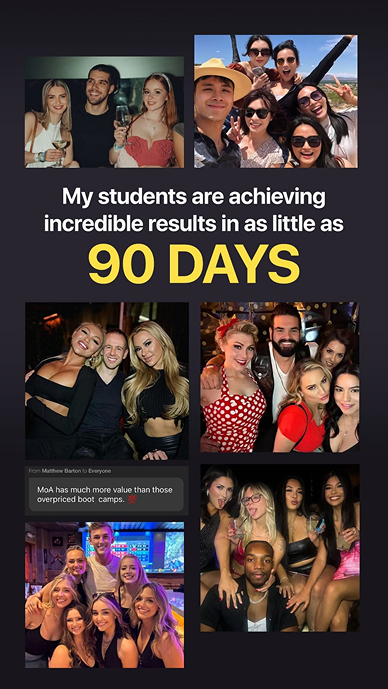 My students are achieving
incredible results in as little as
90 DAYS
From Matthew Barton to Everyone
MoA has much more value than those
overpriced boot camps. 💯